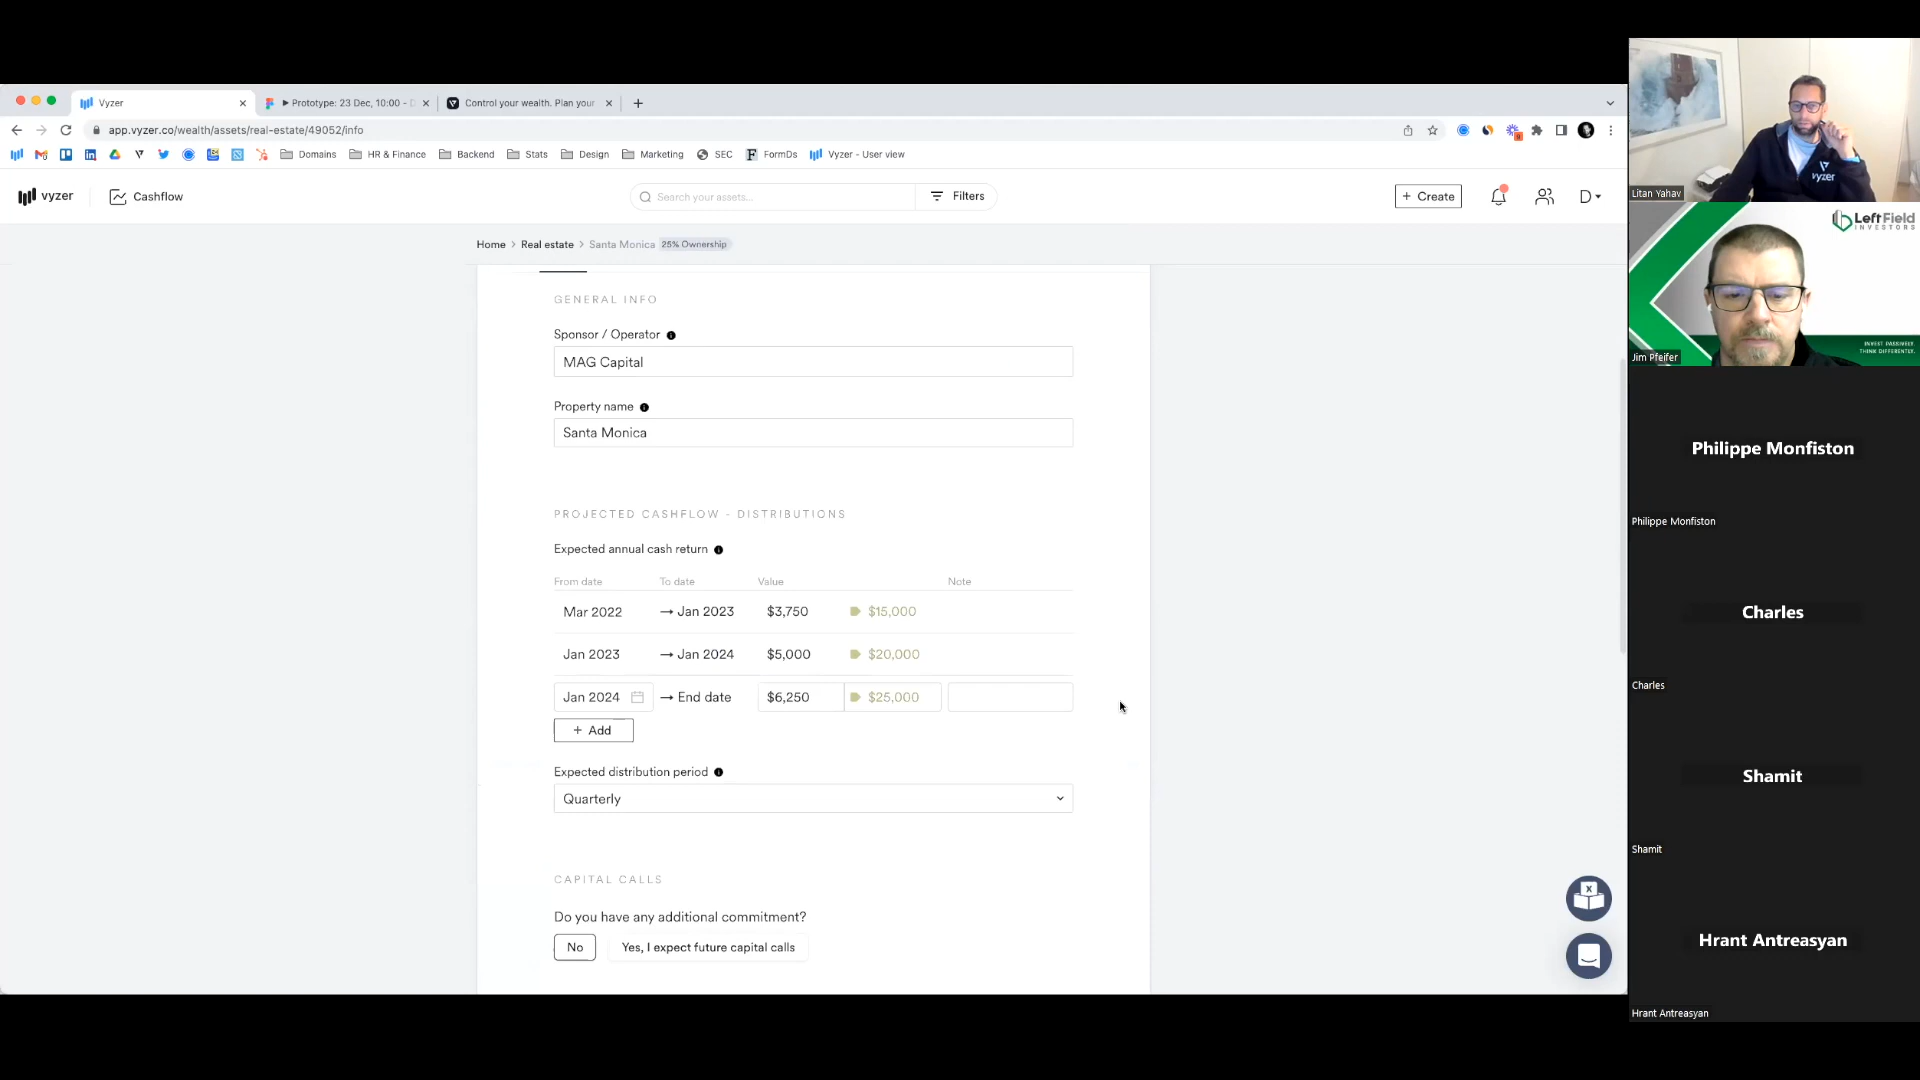 Vyzer
Prototype: 23 Dec, 10:00 - D
Control your wealth. Plan your
app.vyzer.co/wealth/assets/real-estate/49052/info
Domains
HR & Finance
Backend
Stats
Design
Marketing
SEC
FormDs
Vyzer - User view
vyzer
Cashflow
Search your assets...
Filters
+ Create
D
Home > Real estate > Santa Monica 25% Ownership
GENERAL INFO
Sponsor / Operator
MAG Capital
Property name
Santa Monica
PROJECTED CASHFLOW - DISTRIBUTIONS
Expected annual cash return
From date To date Value Note
Mar 2022 → Jan 2023 $3,750 $15,000
Jan 2023 → Jan 2024 $5,000 $20,000
Jan 2024 → End date $6,250 $25,000
+ Add
Expected distribution period
Quarterly
CAPITAL CALLS
Do you have any additional commitment?
No
Yes, I expect future capital calls
vyzer
Litan Yahav
LeftField
INVESTORS
INVEST PASSIVELY.
THINK DIFFERENTLY.
Jim Pfeifer
Philippe Monfiston
Philippe Monfiston
Charles
Charles
Shamit
Shamit
Hrant Antreasyan
Hrant Antreasyan